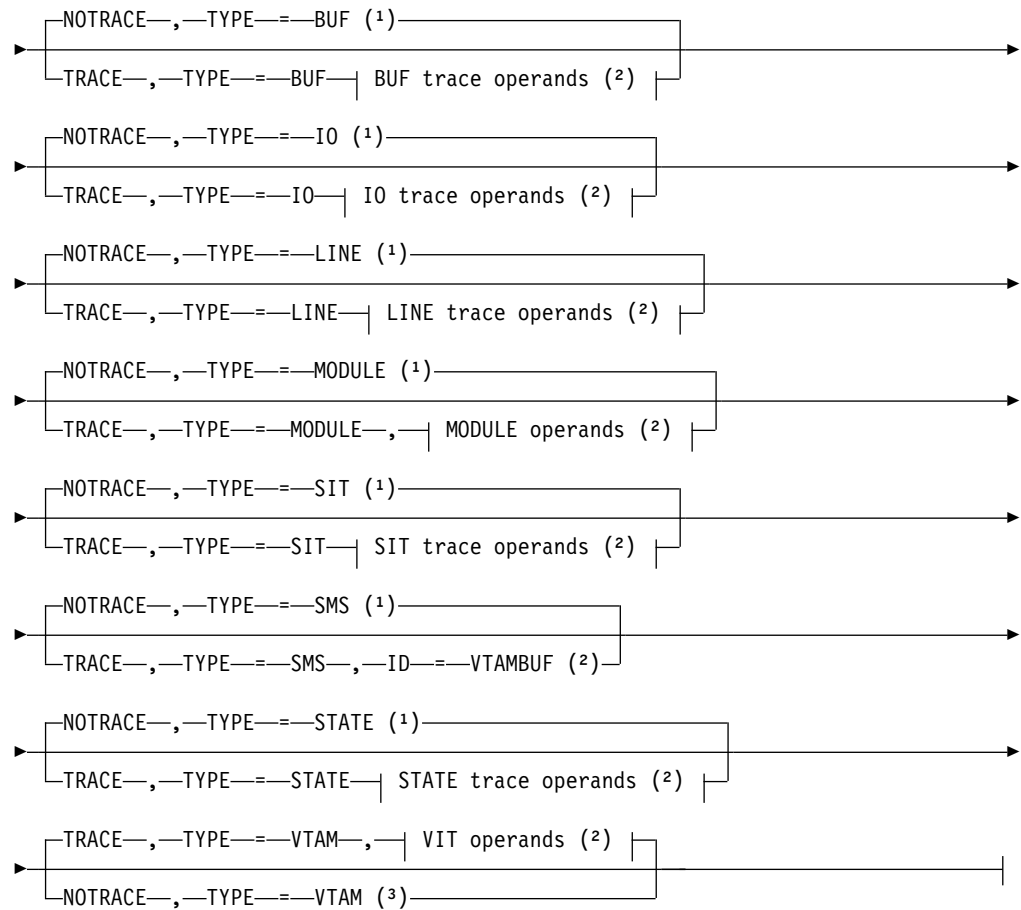 NOTRACE—,—TYPE—=—BUF (1)
TRACE—,—TYPE—=—BUF—┤ BUF trace operands (2) ├
NOTRACE—,—TYPE—=—IO (1)
TRACE—,—TYPE—=—IO—┤ IO trace operands (2) ├
NOTRACE—,—TYPE—=—LINE (1)
TRACE—,—TYPE—=—LINE—┤ LINE trace operands (2) ├
NOTRACE—,—TYPE—=—MODULE (1)
TRACE—,—TYPE—=—MODULE—,—┤ MODULE operands (2) ├
NOTRACE—,—TYPE—=—SIT (1)
TRACE—,—TYPE—=—SIT—┤ SIT trace operands (2) ├
NOTRACE—,—TYPE—=—SMS (1)
TRACE—,—TYPE—=—SMS—,—ID—=—VTAMBUF (2)
NOTRACE—,—TYPE—=—STATE (1)
TRACE—,—TYPE—=—STATE—┤ STATE trace operands (2) ├
TRACE—,—TYPE—=—VTAM—,—┤ VIT operands (2) ├
NOTRACE—,—TYPE—=—VTAM (3)